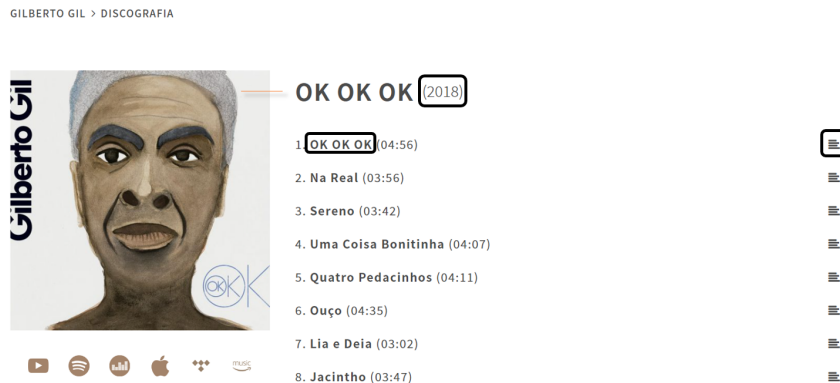 GILBERTO GIL > DISCOGRAFIA
Gilberto Gil
OK
OK
OK OK OK (2018)
1. OK OK OK (04:56)
2. Na Real (03:56)
3. Sereno (03:42)
4. Uma Coisa Bonitinha (04:07)
5. Quatro Pedacinhos (04:11)
6. Ouço (04:35)
7. Lia e Deia (03:02)
8. Jacintho (03:47)
music